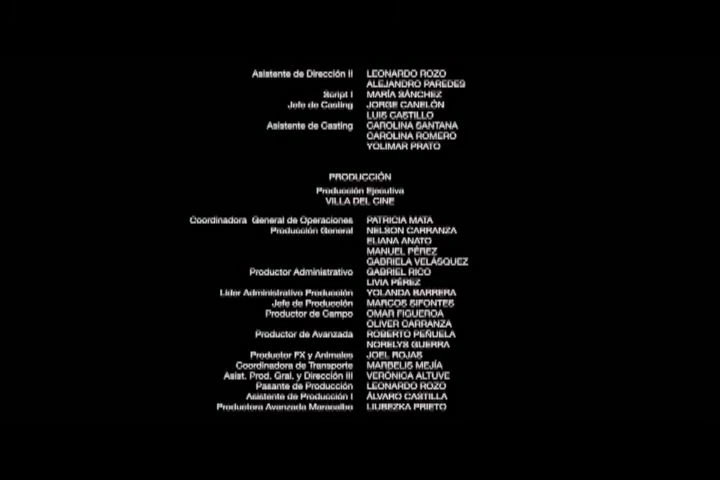 Asistente de Dirección II LEONARDO ROZO
ALEJANDRO PAREDES
Script I MARÍA SÁNCHEZ
Jefe de Casting JORGE CANELÓN
LUIS CASTILLO
Asistente de Casting CAROLINA SANTANA
CAROLINA ROMERO
YOLIMAR PRATO
PRODUCCIÓN
Producción Ejecutiva
VILLA DEL CINE
Coordinadora General de Operaciones PATRICIA MATA
Producción General NELSON CARRANZA
ELIANA ANATO
MANUEL PÉREZ
GABRIELA VELÁSQUEZ
Productor Administrativo GABRIEL RICO
LIVIA PÉREZ
Líder Administrativo Producción YOLANDA BARRERA
Jefe de Producción MARCOS SIFONTES
Productor de Campo OMAR FIGUEROA
OLIVER CARRANZA
Productor de Avanzada ROBERTO PEÑUELA
NORELYS GUERRA
Productor FX y Animales JOEL ROJAS
Coordinadora de Transporte MARBELIS MEJÍA
Asist. Prod. Gral. y Dirección III VERÓNICA ALTUVE
Pasante de Producción LEONARDO ROZO
Asistente de Producción I ÁLVARO CASTILLA
Productora Avanzada Maracaibo LIUBEZKA PRIETO